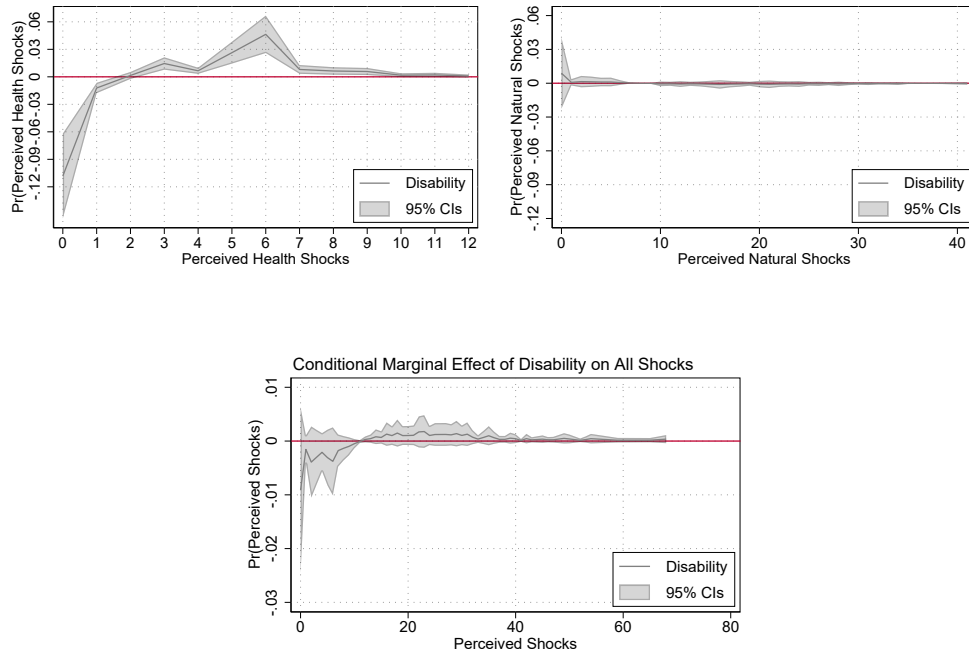 Pr(Perceived Health Shocks)
.06
.03
0
-.03
-.06
-.09
-.12
Disability
95% CIs
0 1 2 3 4 5 6 7 8 9 10 11 12
Perceived Health Shocks
Pr(Perceived Natural Shocks)
.06
.03
0
-.03
-.06
-.09
-.12
Disability
95% CIs
0 10 20 30 40
Perceived Natural Shocks
Conditional Marginal Effect of Disability on All Shocks
Pr(Perceived Shocks)
.01
0
-.01
-.02
-.03
Disability
95% CIs
0 20 40 60 80
Perceived Shocks